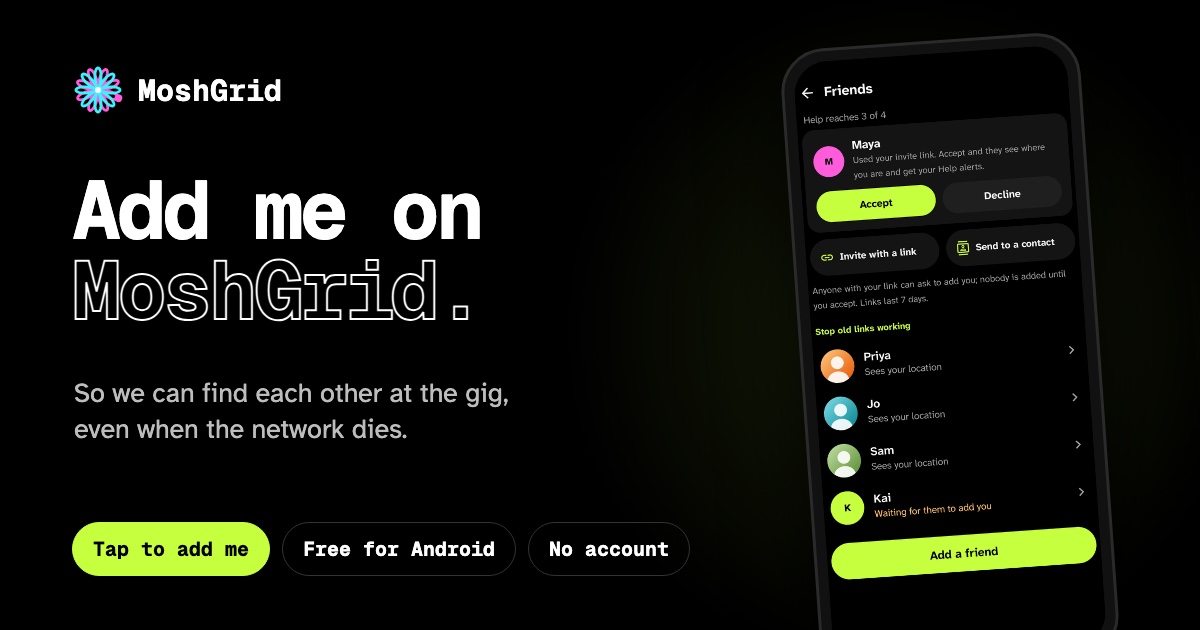 MoshGrid
Add me on
MoshGrid.
So we can find each other at the gig,
even when the network dies.
Tap to add me
Free for Android
No account
Friends
Help reaches 3 of 4
M
Maya
Used your invite link. Accept and they see where
you are and get your Help alerts.
Accept
Decline
Invite with a link
Send to a contact
Anyone with your link can ask to add you; nobody is added until
you accept. Links last 7 days.
Stop old links working
Priya
Sees your location
Jo
Sees your location
Sam
Sees your location
K
Kai
Waiting for them to add you
Add a friend